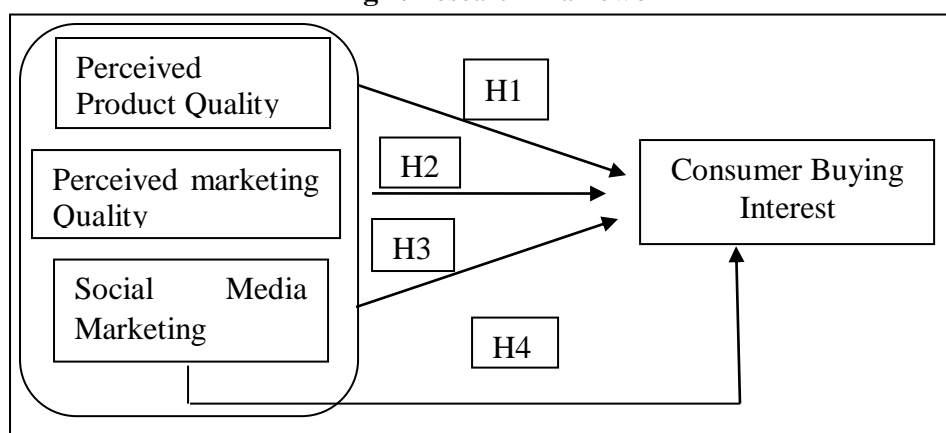 Perceived
Product Quality
H1
Perceived marketing
Quality
H2
Consumer Buying
Interest
H3
Social Media
Marketing
H4